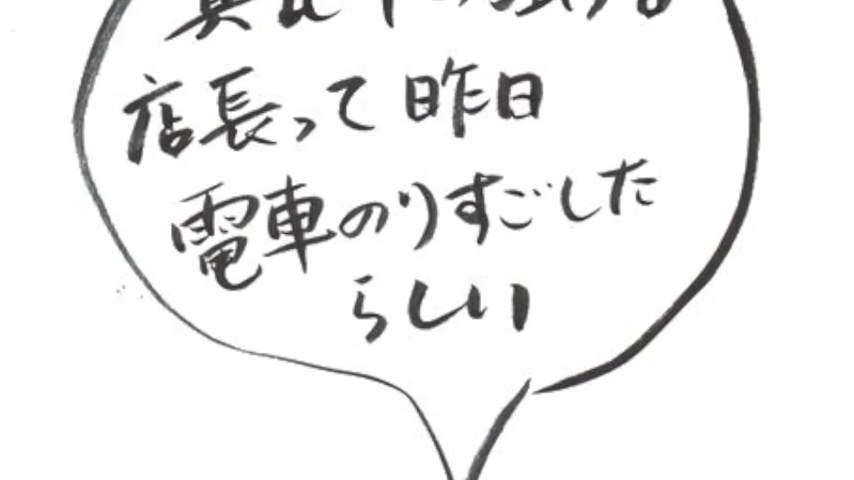 店長って昨日
電車のりすごした
らしい